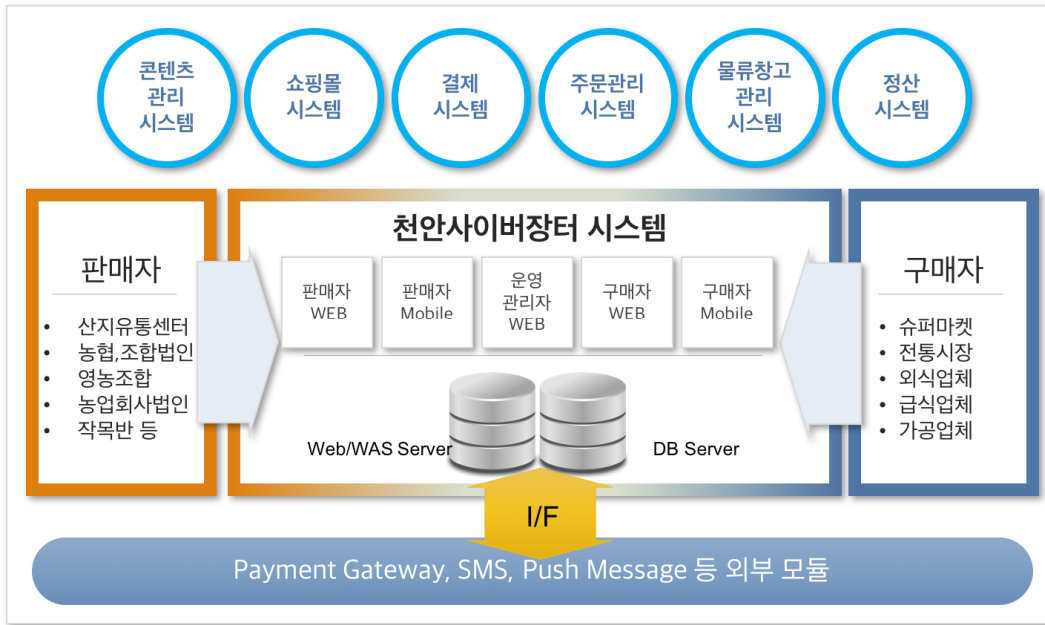 콘텐츠
관리
시스템
쇼핑몰
시스템
결제
시스템
주문관리
시스템
물류창고
관리
시스템
정산
시스템
판매자
• 산지유통센터
• 농협,조합법인
• 영농조합
• 농업회사법인
• 작목반 등
천안사이버장터 시스템
판매자
WEB
판매자
Mobile
운영
관리자
WEB
구매자
WEB
구매자
Mobile
Web/WAS Server
DB Server
구매자
• 슈퍼마켓
• 전통시장
• 외식업체
• 급식업체
• 가공업체
I/F
Payment Gateway, SMS, Push Message 등 외부 모듈